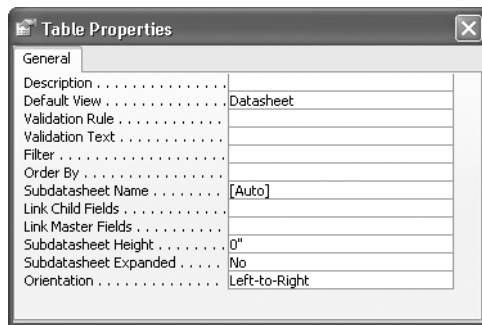 Table Properties
General
Description . . . . . . . . . . . . . . . .
Default View . . . . . . . . . . . . . . Datasheet
Validation Rule . . . . . . . . . . . .
Validation Text . . . . . . . . . . . .
Filter . . . . . . . . . . . . . . . . . . .
Order By . . . . . . . . . . . . . . . . .
Subdatasheet Name . . . . . . . . [Auto]
Link Child Fields . . . . . . . . . . . .
Link Master Fields . . . . . . . . . .
Subdatasheet Height . . . . . . . . 0"
Subdatasheet Expanded . . . . . No
Orientation . . . . . . . . . . . . . . Left-to-Right